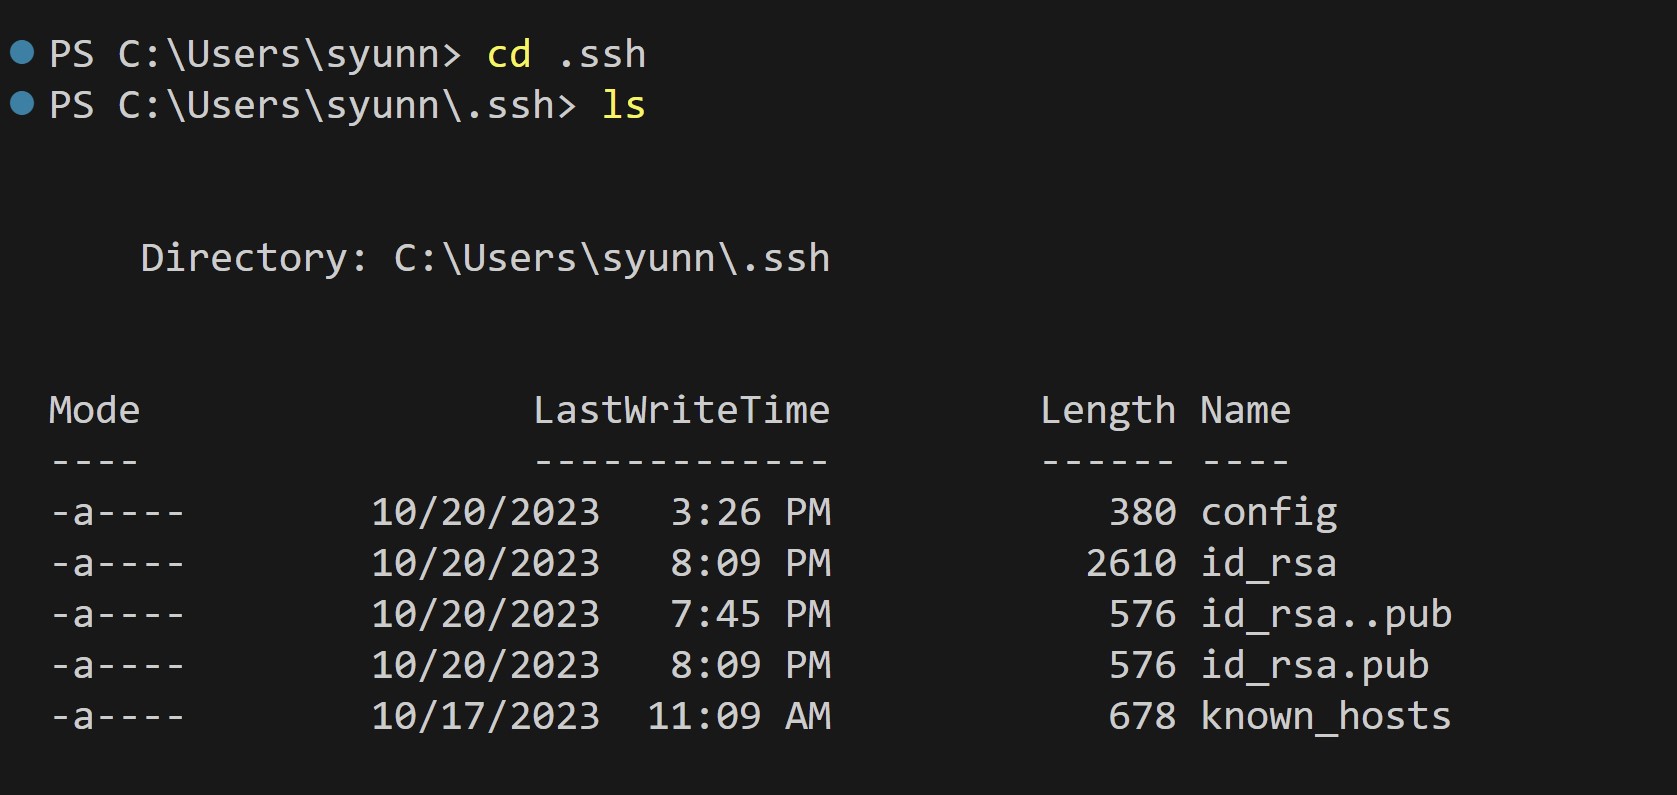 PS C:\Users\syunn> cd .ssh
PS C:\Users\syunn\.ssh> ls
Directory: C:\Users\syunn\.ssh
Mode LastWriteTime Length Name
---- ------------- ------ ----
-a---- 10/20/2023 3:26 PM 380 config
-a---- 10/20/2023 8:09 PM 2610 id_rsa
-a---- 10/20/2023 7:45 PM 576 id_rsa..pub
-a---- 10/20/2023 8:09 PM 576 id_rsa.pub
-a---- 10/17/2023 11:09 AM 678 known_hosts